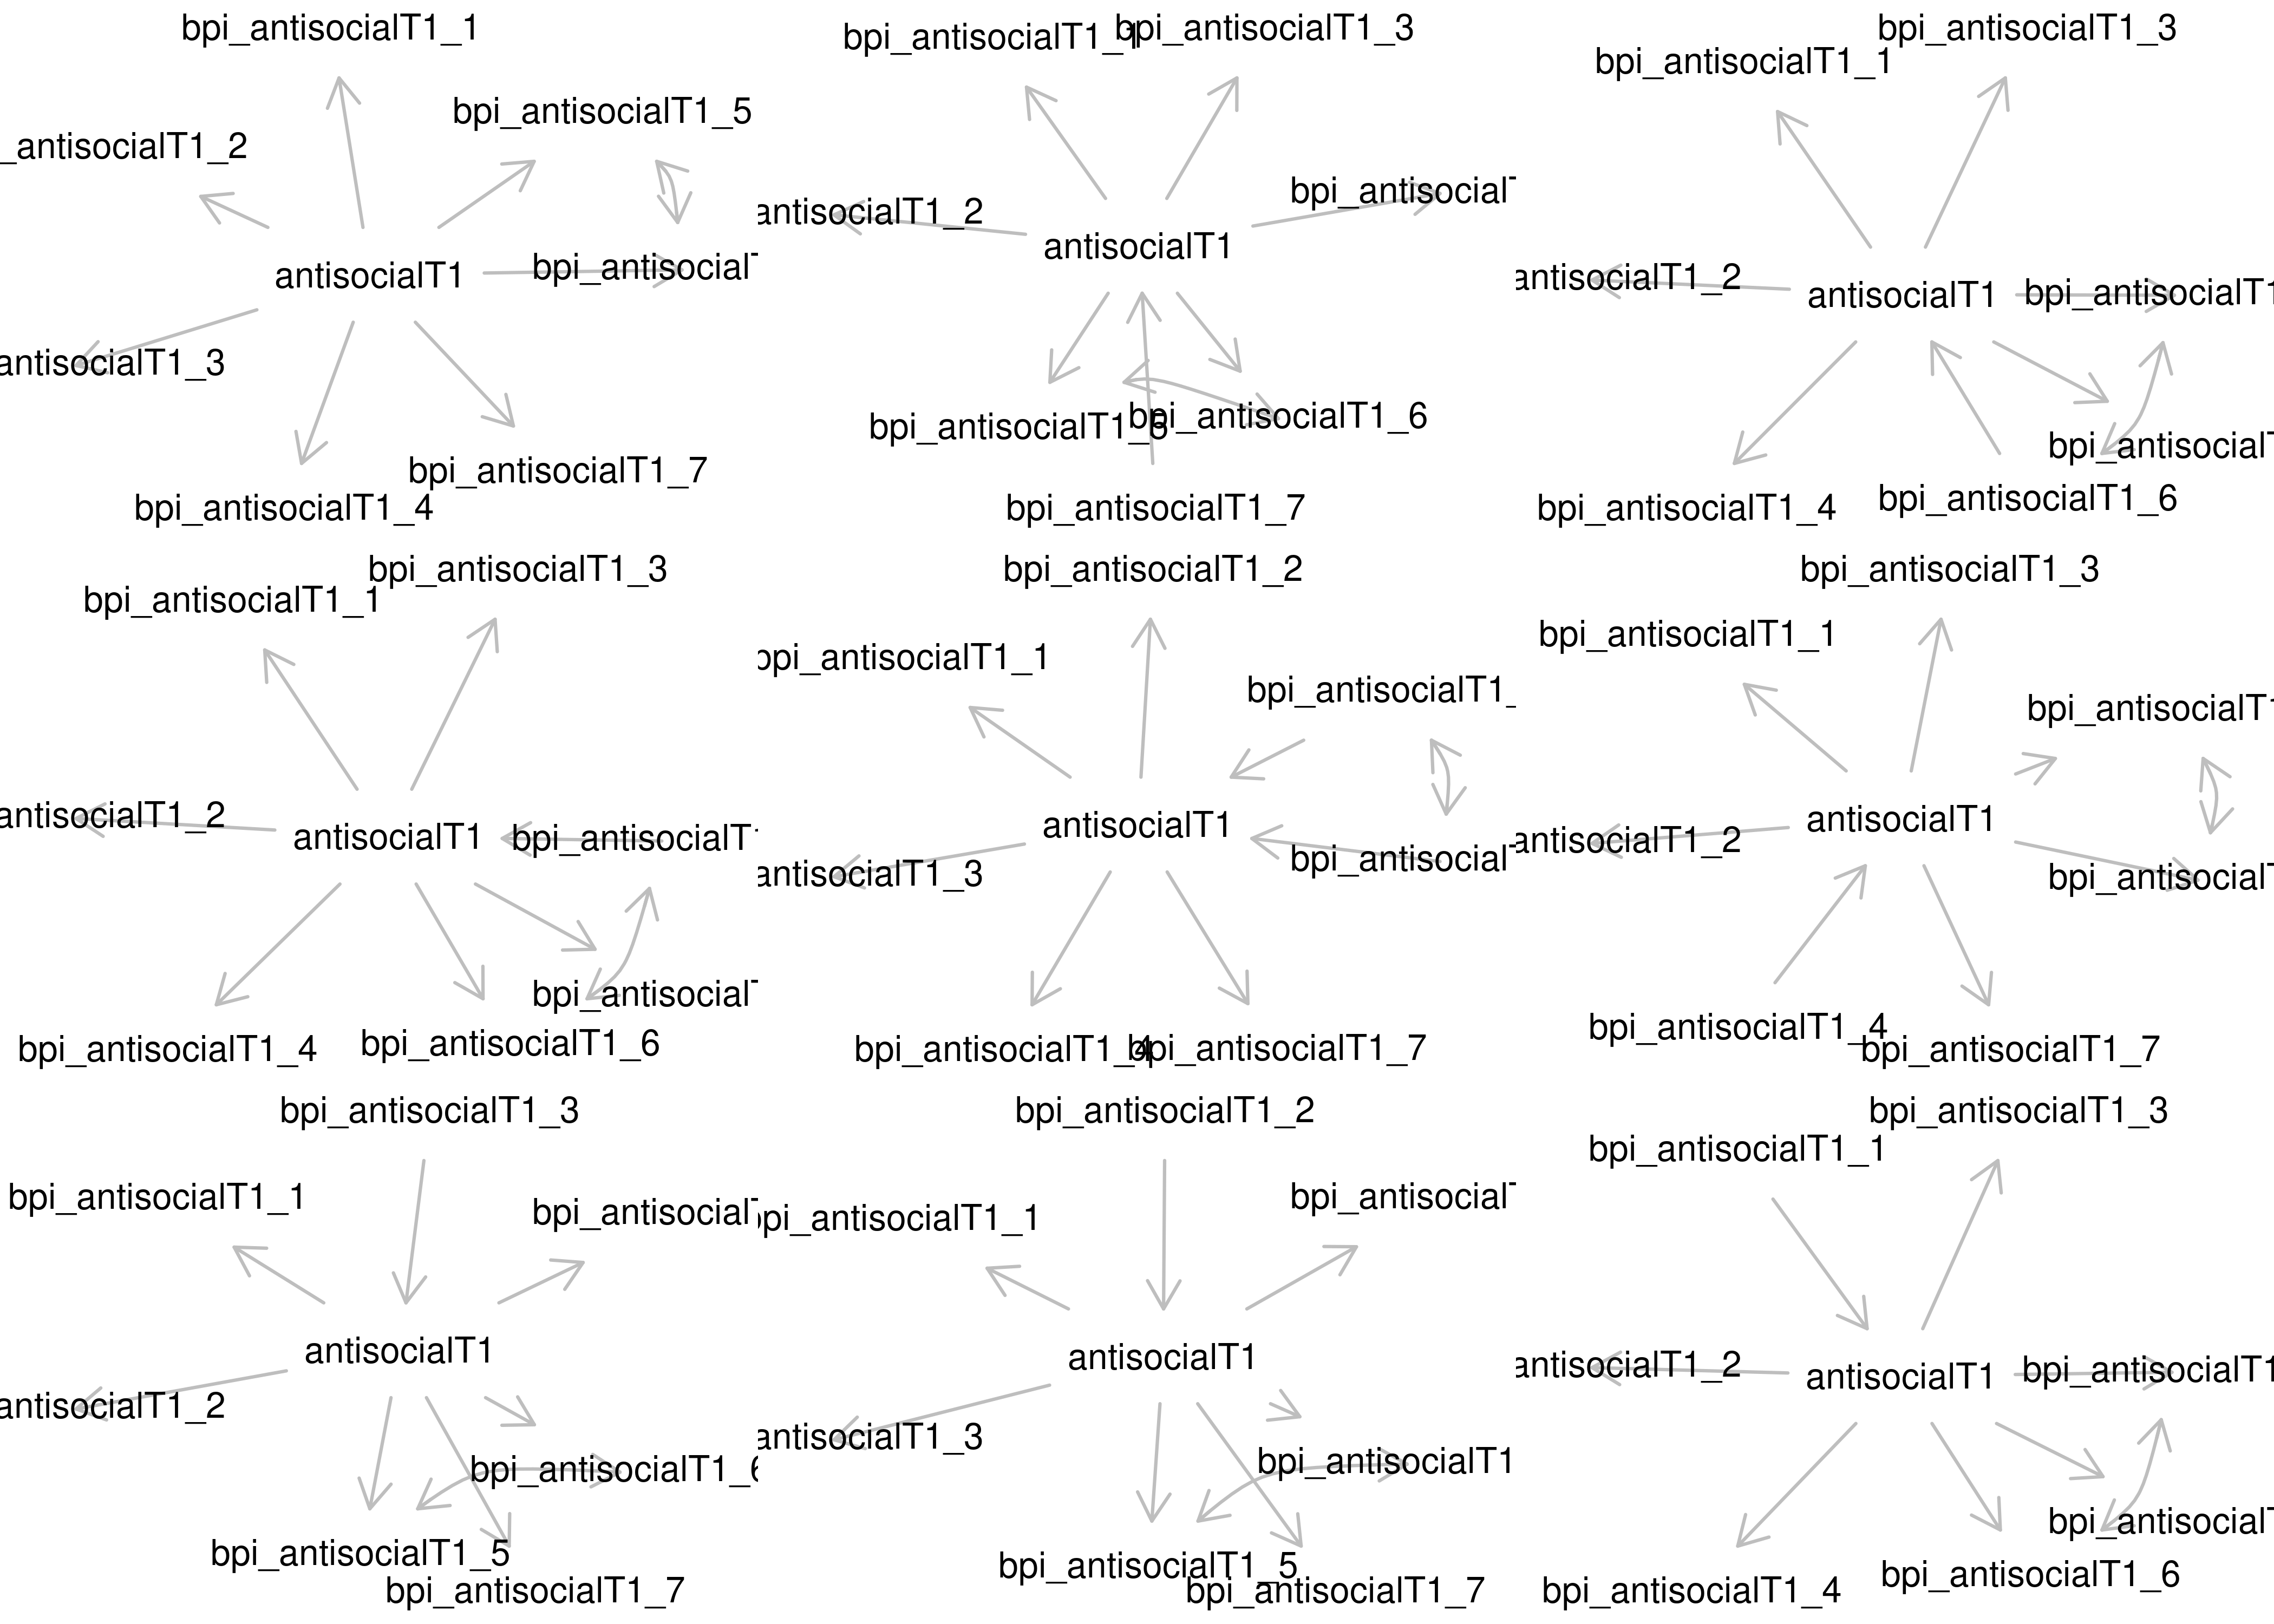 bpi_antisocialT1_1
bpi_antisocialT1_5
_antisocialT1_2
antisocialT1
bpi_antisocial
antisocialT1_3
bpi_antisocialT1_7
bpi_antisocialT1_4
bpi_antisocialT1_1
bpi_antisocialT1_3
bpi_antisocial
antisocialT1_2
antisocialT1
bpi_antisocialT1_5
bpi_antisocialT1_6
bpi_antisocialT1_7
bpi_antisocialT1_3
bpi_antisocialT1_1
antisocialT1_2
antisocialT1
bpi_antisocialT1
bpi_antisocial
bpi_antisocialT1_4
bpi_antisocialT1_6
bpi_antisocialT1_3
bpi_antisocialT1_1
antisocialT1_2
antisocialT1
bpi_antisocial
bpi_antisocial
bpi_antisocialT1_4
bpi_antisocialT1_6
bpi_antisocialT1_2
bpi_antisocialT1_1
bpi_antisocialT1_
antisocialT1
bpi_antisocial
antisocialT1_3
bpi_antisocialT1_4
bpi_antisocialT1_7
bpi_antisocialT1_3
bpi_antisocialT1_1
bpi_antisocialT1
antisocialT1
antisocialT1_2
bpi_antisocial
bpi_antisocialT1_4
bpi_antisocialT1_7
bpi_antisocialT1_3
bpi_antisocialT1_1
bpi_antisocial
antisocialT1
antisocialT1_2
bpi_antisocialT1_6
bpi_antisocialT1_5
bpi_antisocialT1_7
bpi_antisocialT1_2
bpi_antisocial
bpi_antisocialT1_1
antisocialT1
antisocialT1_3
bpi_antisocialT1
bpi_antisocialT1_5
bpi_antisocialT1_7
bpi_antisocialT1_3
bpi_antisocialT1_1
antisocialT1_2
antisocialT1
bpi_antisocialT1
bpi_antisocial
bpi_antisocialT1_6
bpi_antisocialT1_4